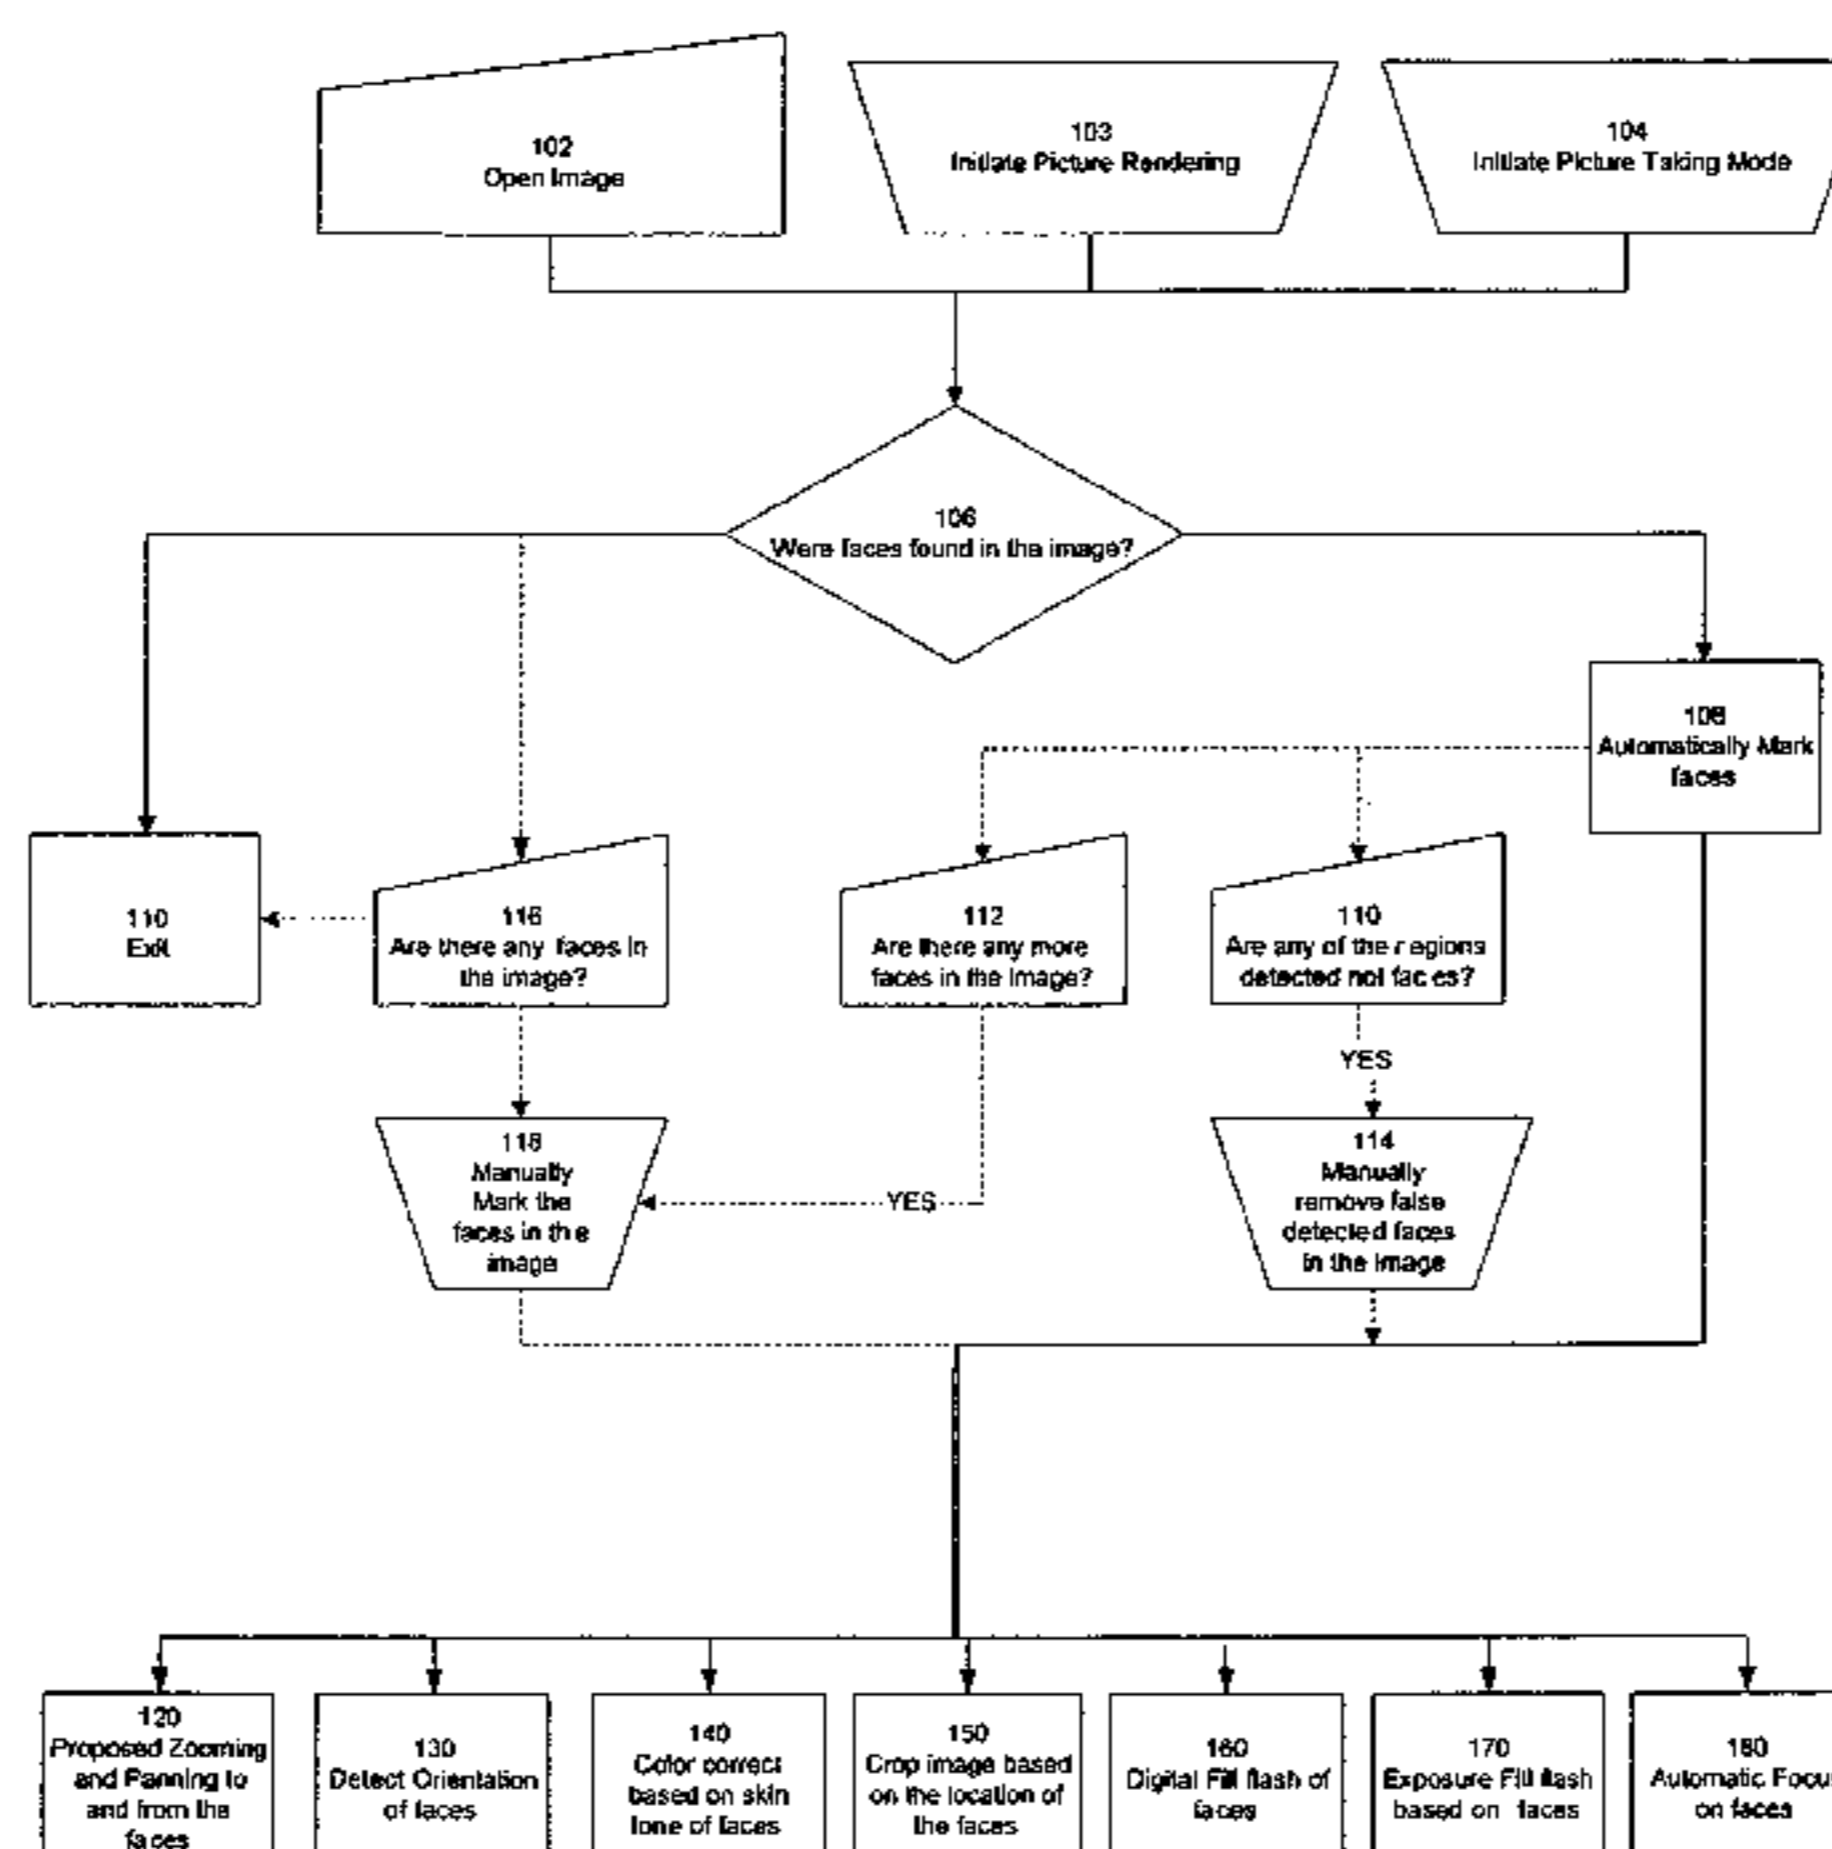 102
Open Image
103
Initiate Picture Rendering
104
Initiate Picture Taking Mode
106
Were faces found in the image?
108
Automatically Mark
faces
110
Exit
116
Are there any faces in
the image?
112
Are there any more
faces in the image?
110
Are any of the regions
detected not faces?
YES
118
Manually
Mark the
faces in the
image
YES
114
Manually
remove false
detected faces
in the image
120
Proposed Zooming
and Panning to
and from the
faces
130
Detect Orientation
of faces
140
Color correct
based on skin
tone of faces
150
Crop image based
on the location of
the faces
160
Digital Fill flash of
faces
170
Exposure Fill flash
based on faces
180
Automatic Focus
on faces